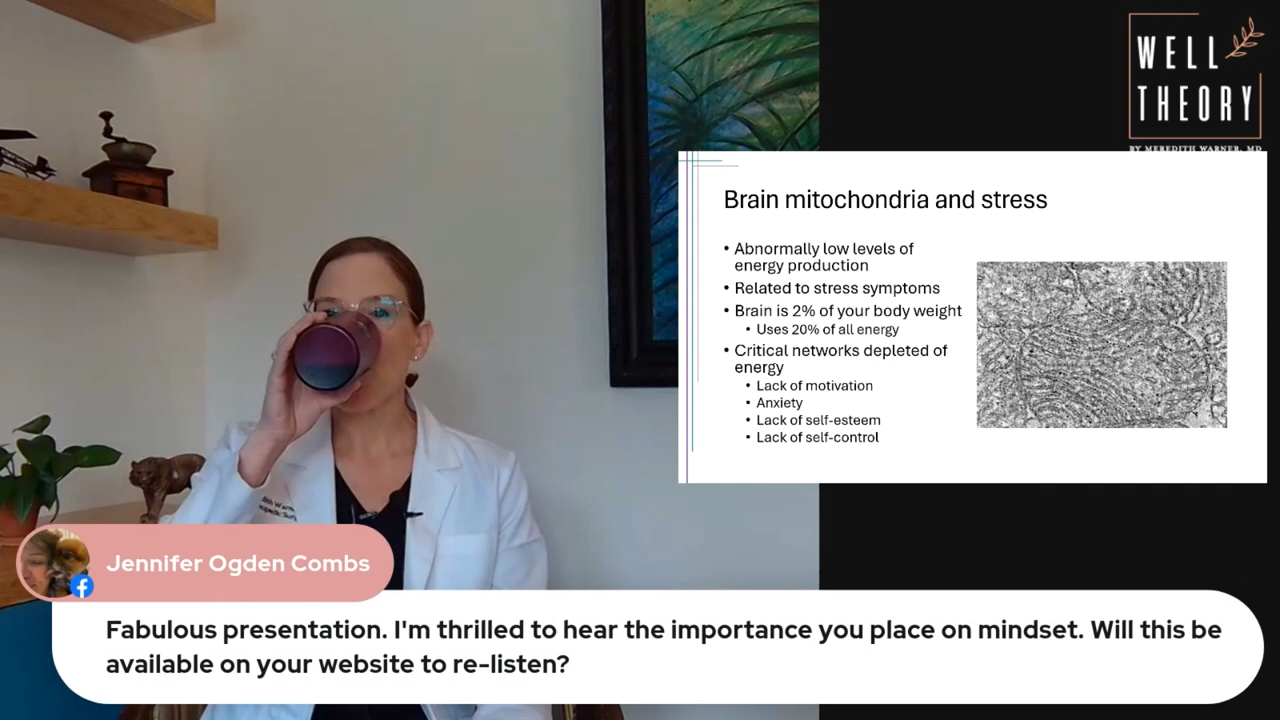 WELL
THEORY
BY MEREDITH WARNER, MD
Brain mitochondria and stress
• Abnormally low levels of
energy production
• Related to stress symptoms
• Brain is 2% of your body weight
• Uses 20% of all energy
• Critical networks depleted of
energy
• Lack of motivation
• Anxiety
• Lack of self-esteem
• Lack of self-control
Jennifer Ogden Combs
Fabulous presentation. I'm thrilled to hear the importance you place on mindset. Will this be
available on your website to re-listen?